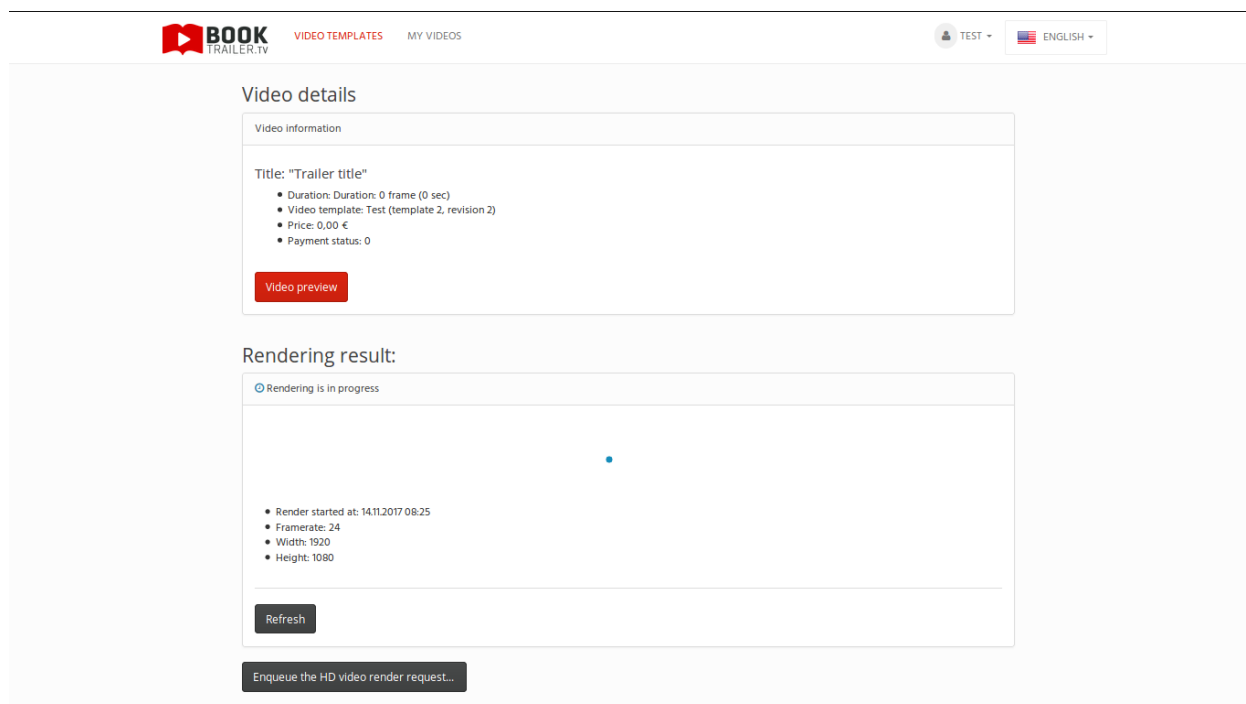 BOOK
TRAILER.TV
VIDEO TEMPLATES
MY VIDEOS
TEST
ENGLISH
Video details
Video information
Title: "Trailer title"
Duration: Duration: 0 frame (0 sec)
Video template: Test (template 2, revision 2)
Price: 0,00 €
Payment status: 0
Video preview
Rendering result:
Rendering is in progress
Render started at: 14.11.2017 08:25
Framerate: 24
Width: 1920
Height: 1080
Refresh
Enqueue the HD video render request...